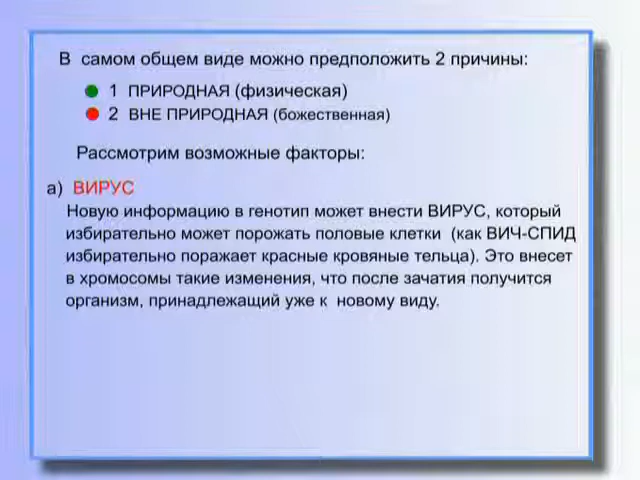 В самом общем виде можно предположить 2 причины:
1 ПРИРОДНАЯ (физическая)
2 ВНЕ ПРИРОДНАЯ (божественная)
Рассмотрим возможные факторы:
а) ВИРУС
Новую информацию в генотип может внести ВИРУС, который
избирательно может порожать половые клетки (как ВИЧ-СПИД
избирательно поражает красные кровяные тельца). Это внесет
в хромосомы такие изменения, что после зачатия получится
организм, принадлежащий уже к новому виду.